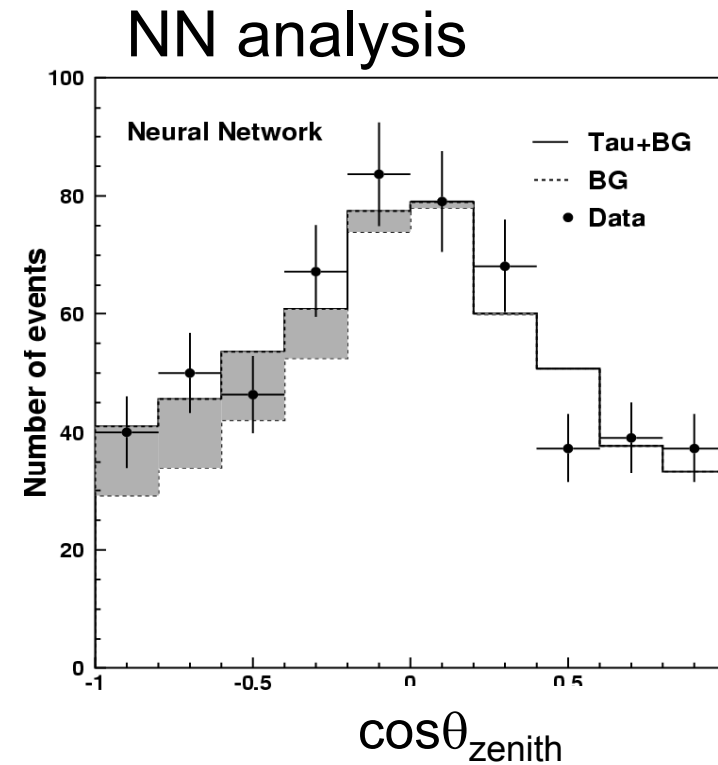 NN analysis
100
80
60
40
20
0
Number of events
Neural Network
Tau+BG
BG
Data
-1
-0.5
0
0.5
cosθzenith